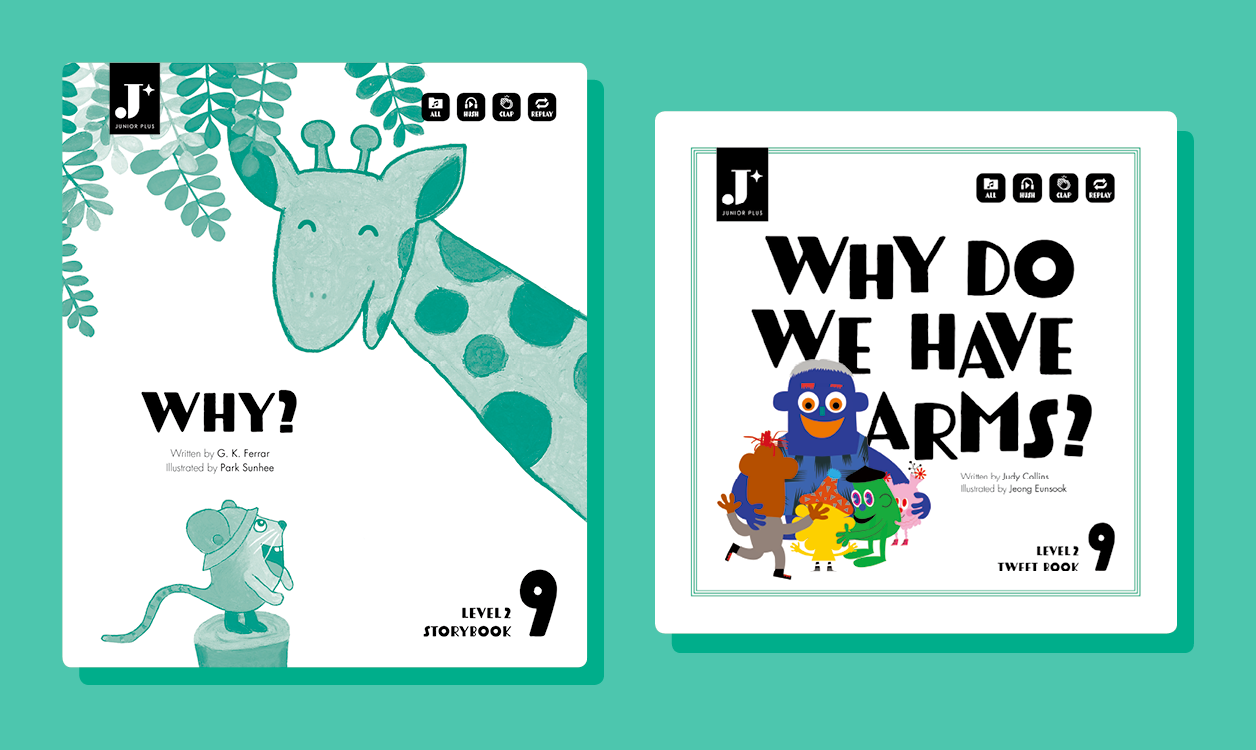 J
JUNIOR PLUS
ALL
HUSH
CLAP
REPLAY
WHY?
Written by G. K. Ferrar
Illustrated by Park Sunhee
LEVEL 2
STORYBOOK
9
J
JUNIOR PLUS
ALL
HUSH
CLAP
REPLAY
WHY DO
WE HAVE
ARMS?
Written by Judy Collins
Illustrated by Jeong Eunsook
LEVEL 2
TWEET BOOK
9